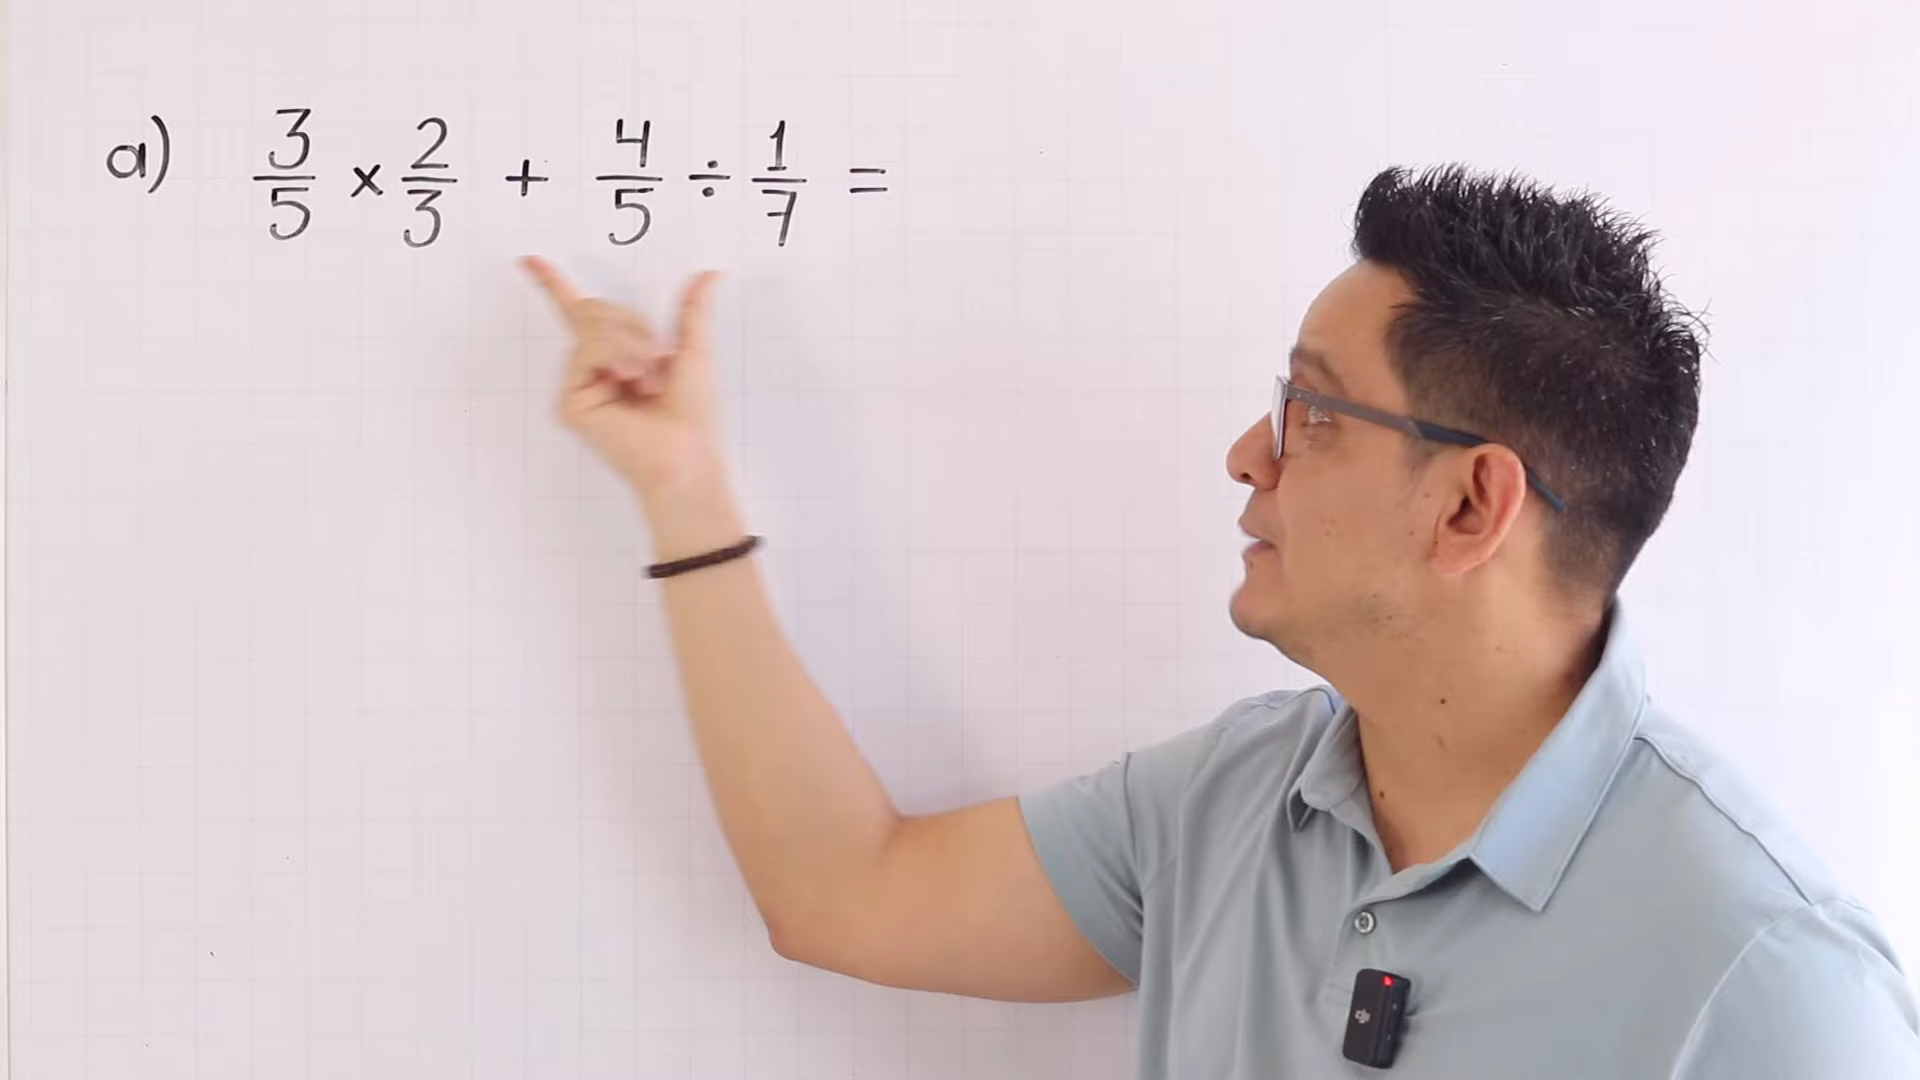 a) 3/5 × 2/3 + 4/5 ÷ 1/7 =